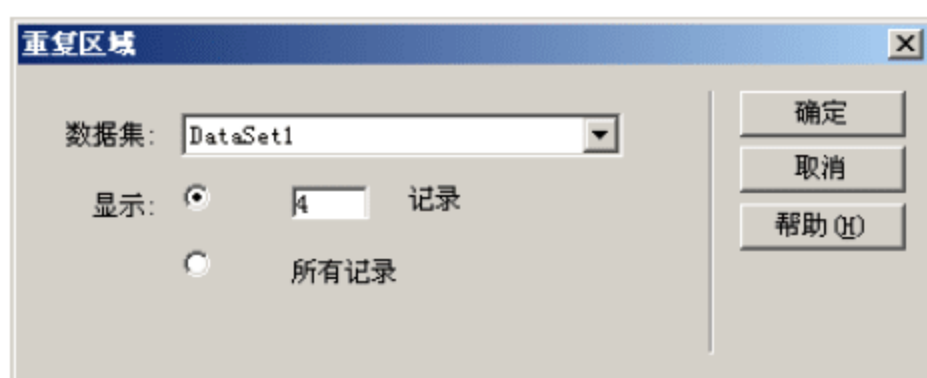 重复区域
数据集: DataSet1
确定
取消
显示: 4 记录
帮助(H)
所有记录